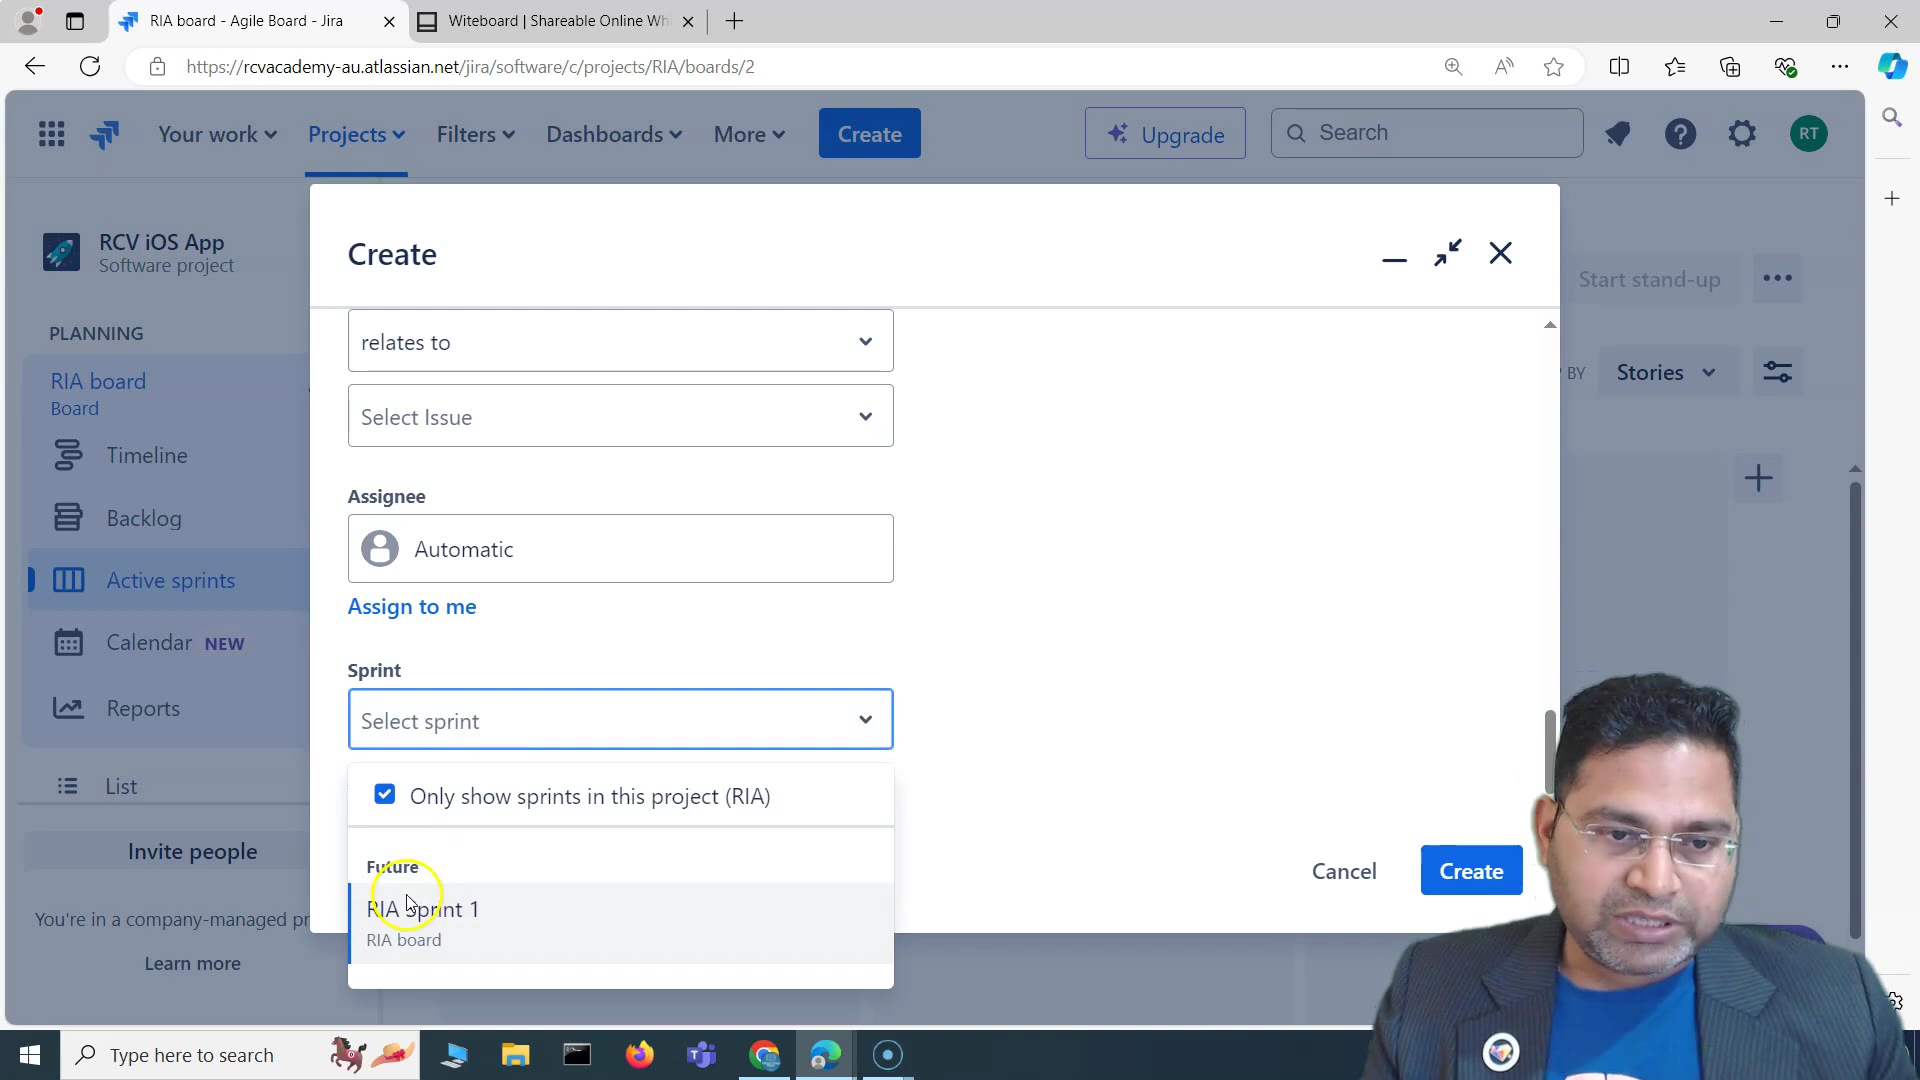 RIA board - Agile Board - Jira
Witeboard | Shareable Online Wh
https://rcvacademy-au.atlassian.net/jira/software/c/projects/RIA/boards/2
Your work
Projects
Filters
Dashboards
More
Create
Upgrade
Search
RT
RCV iOS App
Software project
Create
Start stand-up
PLANNING
RIA board
Board
relates to
BY
Stories
Select Issue
Timeline
Assignee
Backlog
Automatic
Active sprints
Assign to me
Calendar NEW
Sprint
Reports
Select sprint
List
Only show sprints in this project (RIA)
Invite people
Future
Cancel
Create
RIA Sprint 1
You're in a company-managed pr
RIA board
Learn more
Type here to search